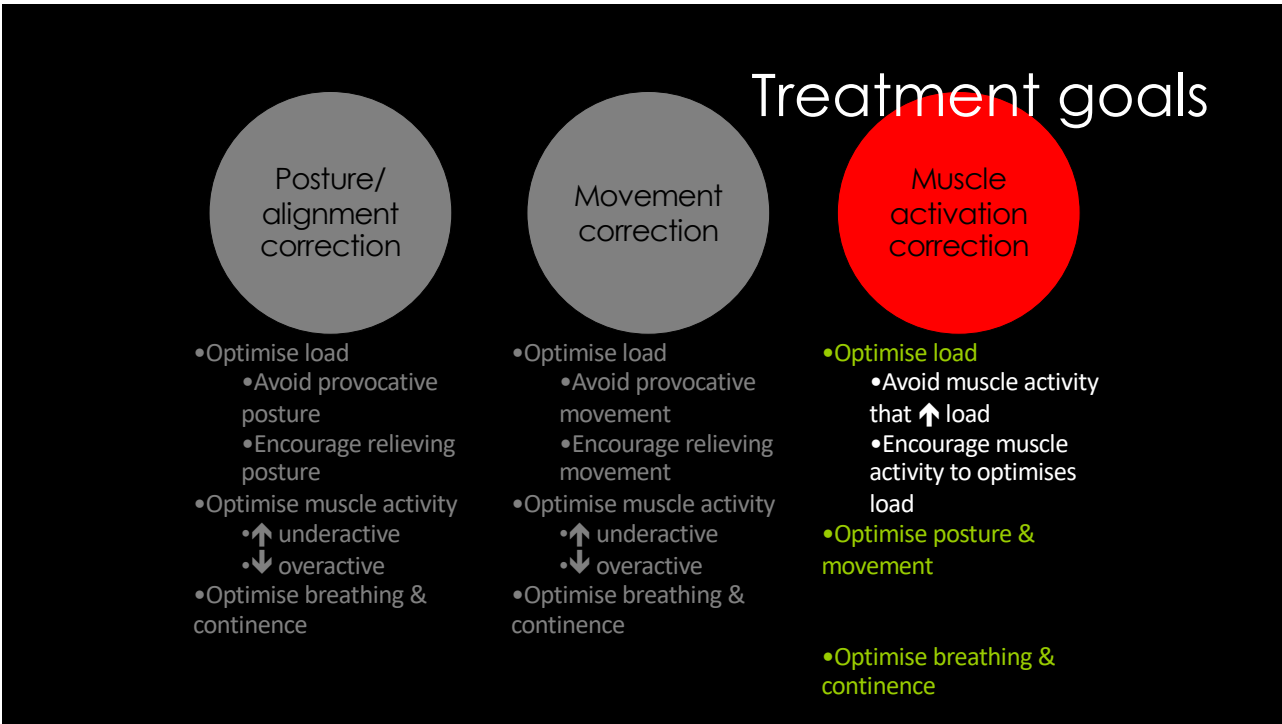 Treatment goals
Posture/
alignment
correction
•Optimise load
•Avoid provocative
posture
•Encourage relieving
posture
•Optimise muscle activity
•↑ underactive
•↓ overactive
•Optimise breathing &
continence
Movement
correction
•Optimise load
•Avoid provocative
movement
•Encourage relieving
movement
•Optimise muscle activity
•↑ underactive
•↓ overactive
•Optimise breathing &
continence
Muscle
activation
correction
•Optimise load
•Avoid muscle activity
that ↑ load
•Encourage muscle
activity to optimises
load
•Optimise posture &
movement
•Optimise breathing &
continence